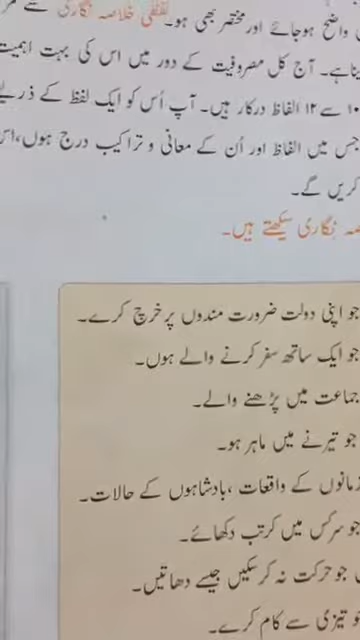 واضح ہوجائے اور مختصر بھی ہو۔ لفظی خلاصہ نگاری سے
ہے۔ آج کل مصروفیت کے دور میں اس کی بہت اہمیت
۱۰ سے ۱۲ الفاظ درکار ہیں۔ آپ اُس کو ایک لفظ کے ذریعے
جس میں الفاظ اور اُن کے معانی و تراکیب درج ہوں،
کریں گے۔
نگاری سیکھتے ہیں۔
جو اپنی دولت ضرورت مندوں پر خرچ کرے۔
جو ایک ساتھ سفر کرنے والے ہوں۔
جماعت میں پڑھنے والے۔
جو تیرنے میں ماہر ہو۔
زمانوں کے واقعات ،بادشاہوں کے حالات۔
جو سرکس میں کرتب دکھائے۔
جو حرکت نہ کرسکیں جیسے دھاتیں۔
جو تیزی سے کام کرے۔